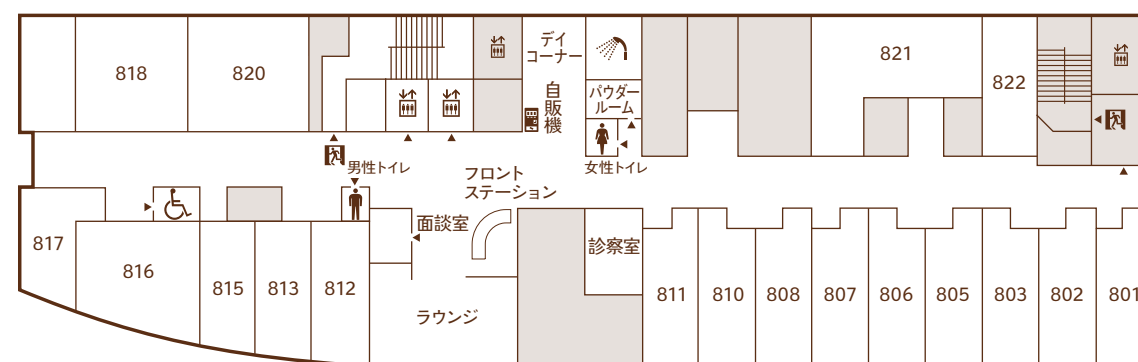 818
820
デイ
コーナー
自販機
パウダー
ルーム
821
822
男性トイレ
女性トイレ
フロント
ステーション
面談室
診察室
817
816
815
813
812
ラウンジ
811
810
808
807
806
805
803
802
801